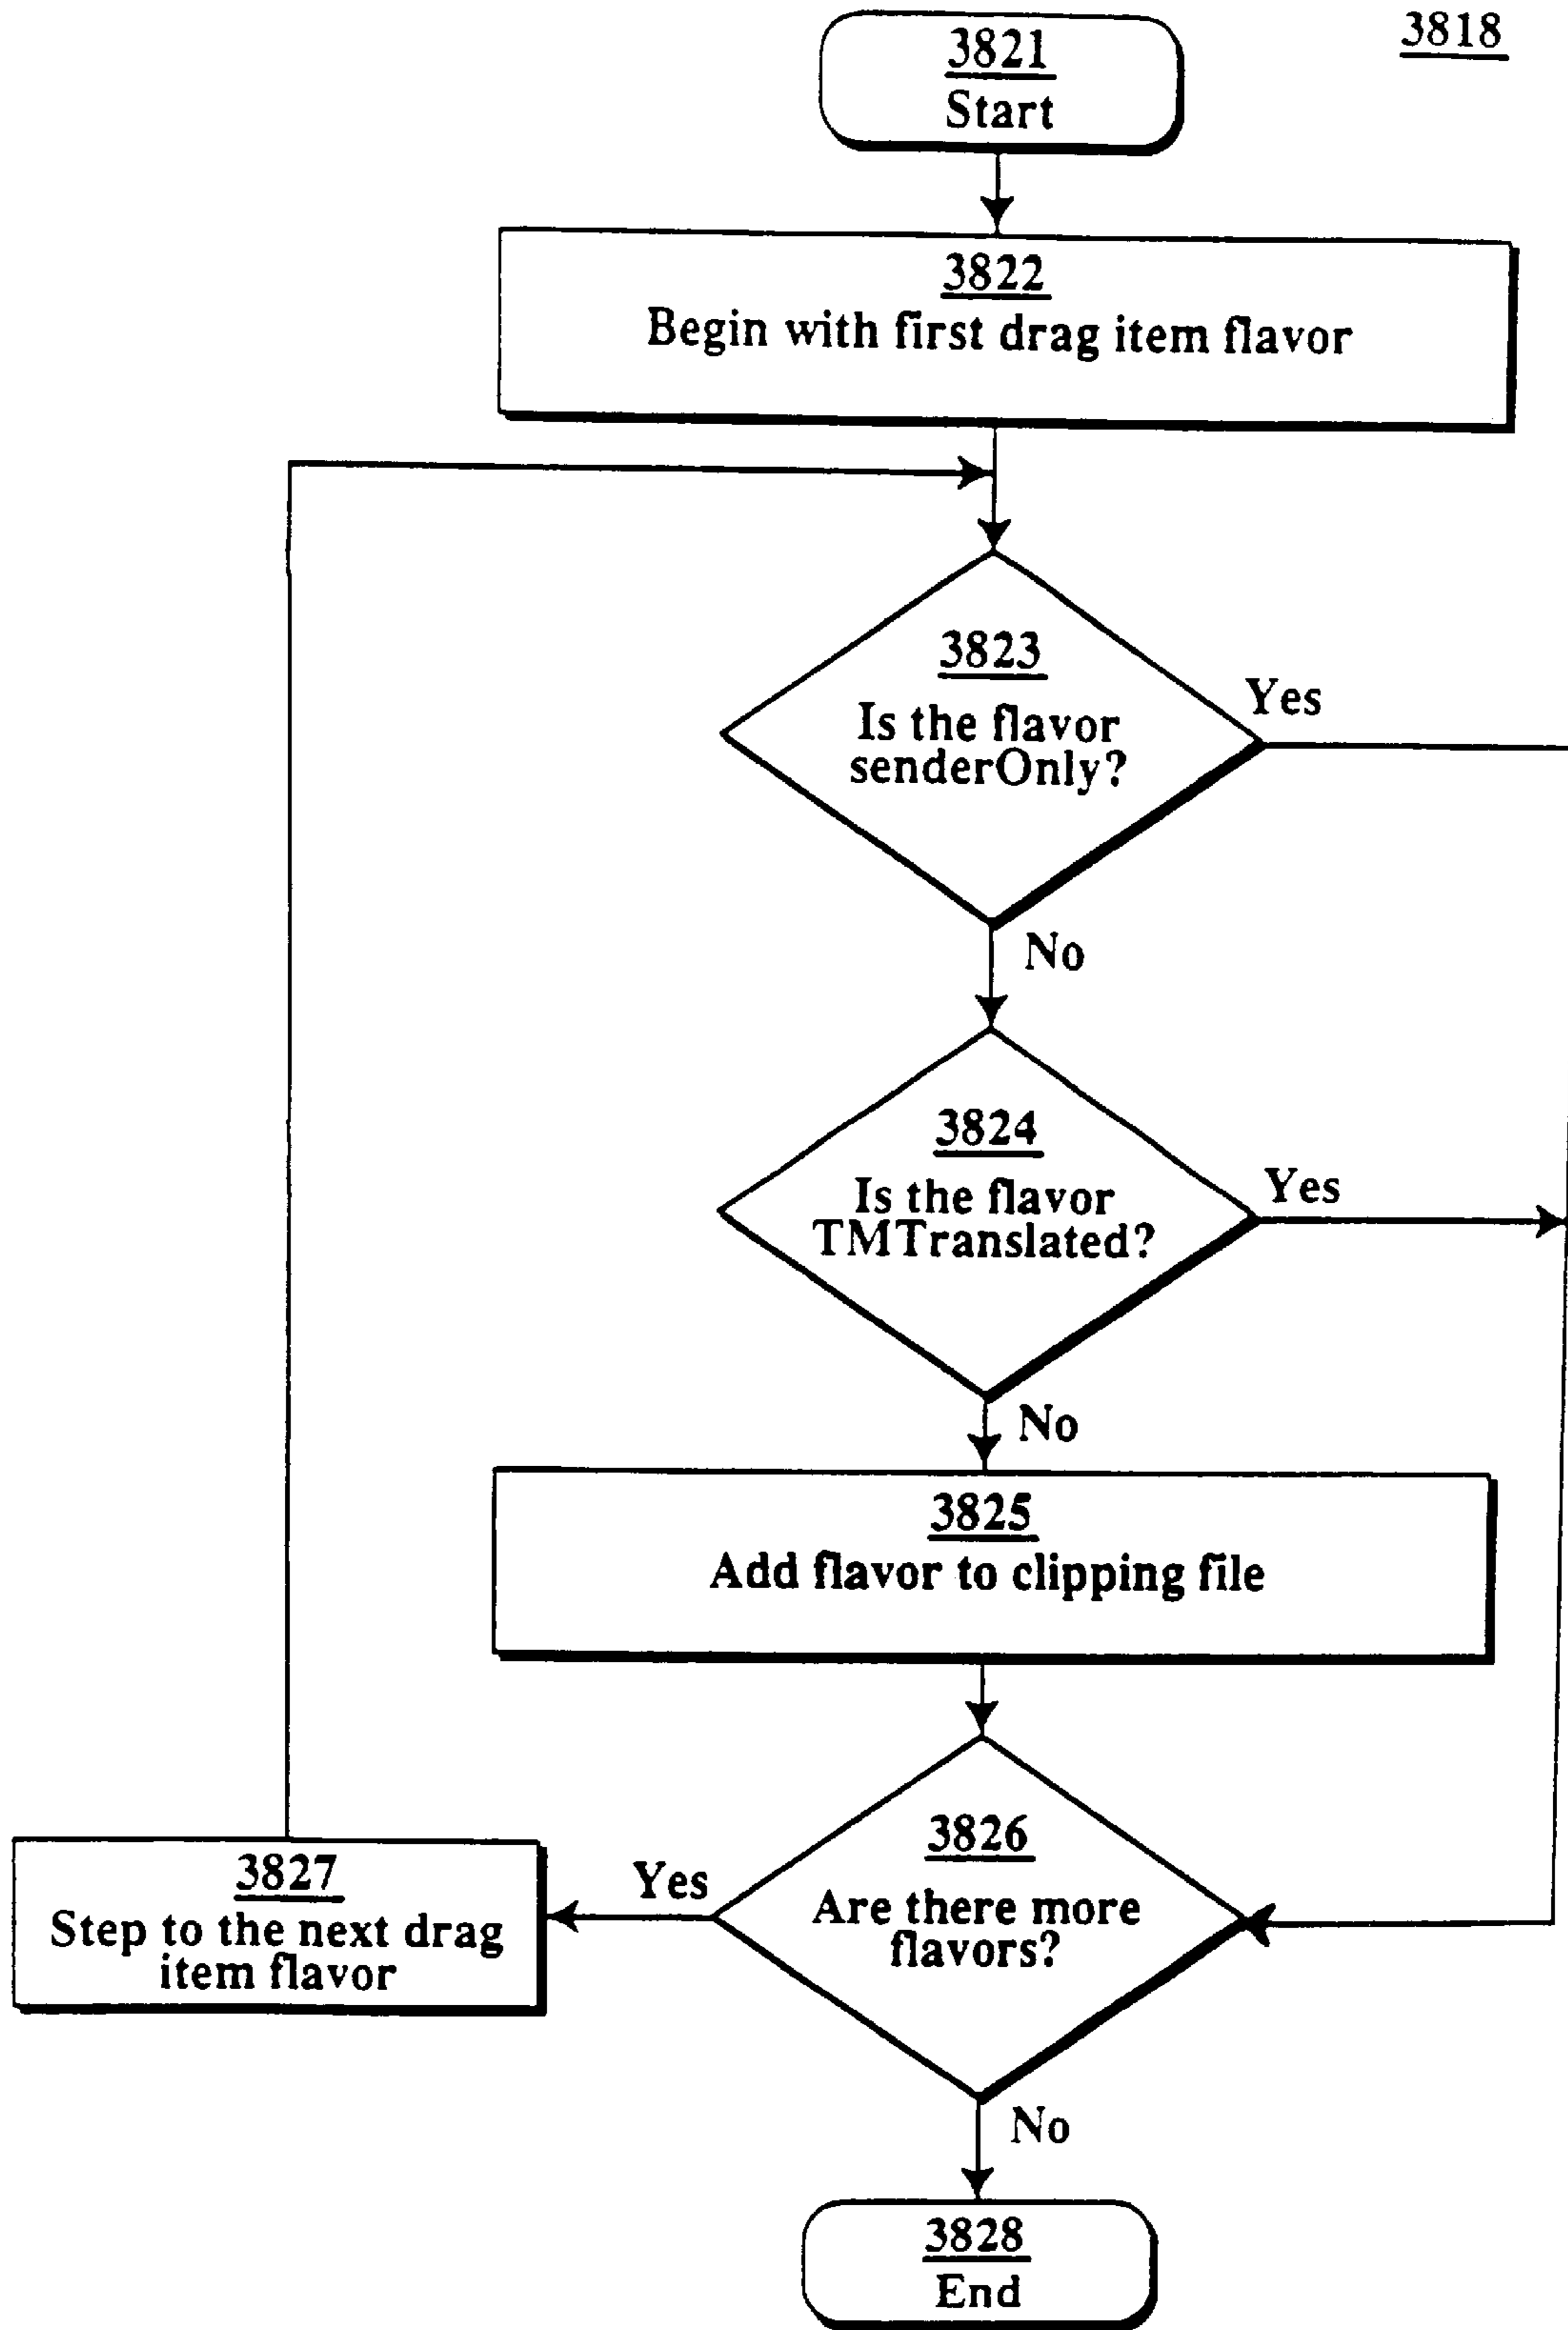 3818
3821
Start
3822
Begin with first drag item flavor
3823
Is the flavor
senderOnly?
Yes
No
3824
Is the flavor
TMTranslated?
Yes
No
3825
Add flavor to clipping file
3826
Are there more
flavors?
Yes
3827
Step to the next drag
item flavor
No
3828
End